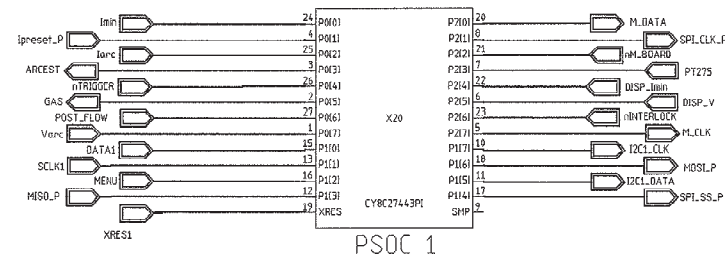 Imin 24 P0[0] P2[0] 20 M_DATA
Ipreset_P 4 P0[1] P2[1] 8 SPI_CLK_P
Iarc 25 P0[2] P2[2] 21 nM_BOARD
ARCEST 3 P0[3] P2[3] 7 PT275
nTRIGGER 26 P0[4] P2[4] 22 DISP_Imin
GAS 2 P0[5] P2[5] 6 DISP_V
POST_FLOW 27 P0[6] X20 P2[6] 23 nINTERLOCK
Varc 1 P0[7] P2[7] 5 M_CLK
DATA1 15 P1[0] P1[7] 10 I2C1_CLK
SCLK1 13 P1[1] P1[6] 18 MOSI_P
MENU 16 P1[2] P1[5] 11 I2C1_DATA
MISO_P 12 P1[3] CY8C27443PI P1[4] 17 SPI_SS_P
XRES1 19 XRES SMP 9
PSOC 1